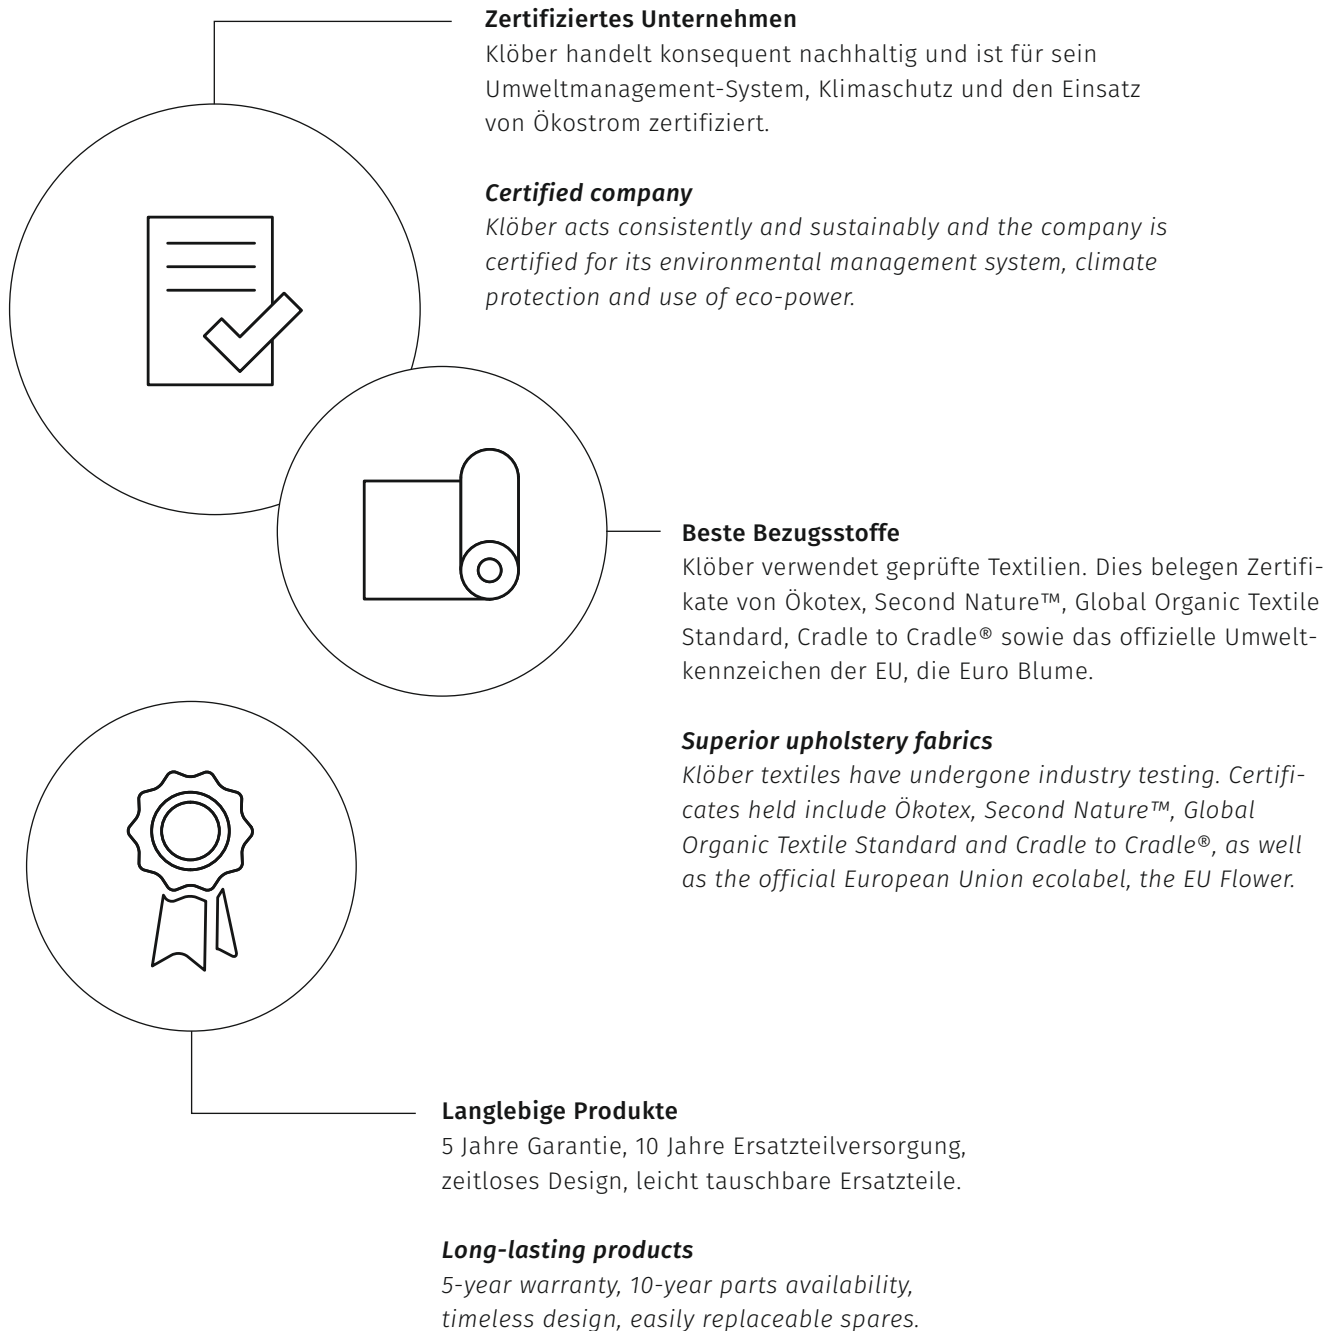 Zertifiziertes Unternehmen
Klöber handelt konsequent nachhaltig und ist für sein
Umweltmanagement-System, Klimaschutz und den Einsatz
von Ökostrom zertifiziert.
Certified company
Klöber acts consistently and sustainably and the company is
certified for its environmental management system, climate
protection and use of eco-power.
Beste Bezugsstoffe
Klöber verwendet geprüfte Textilien. Dies belegen Zertifi-
kate von Ökotex, Second Nature™, Global Organic Textile
Standard, Cradle to Cradle® sowie das offizielle Umwelt-
kennzeichen der EU, die Euro Blume.
Superior upholstery fabrics
Klöber textiles have undergone industry testing. Certifi-
cates held include Ökotex, Second Nature™, Global
Organic Textile Standard and Cradle to Cradle®, as well
as the official European Union ecolabel, the EU Flower.
Langlebige Produkte
5 Jahre Garantie, 10 Jahre Ersatzteilversorgung,
zeitloses Design, leicht tauschbare Ersatzteile.
Long-lasting products
5-year warranty, 10-year parts availability,
timeless design, easily replaceable spares.